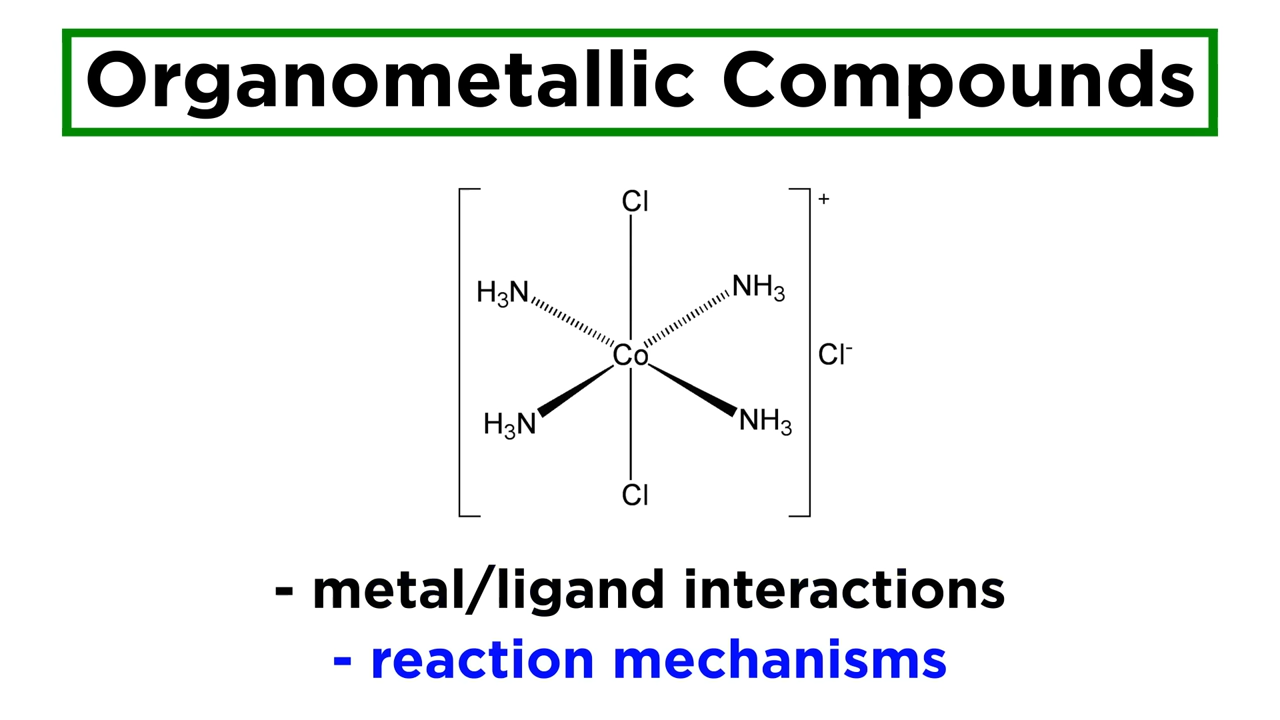 Organometallic Compounds
Cl
+
H₃N
NH₃
Co
Cl⁻
H₃N
NH₃
Cl
- metal/ligand interactions
- reaction mechanisms